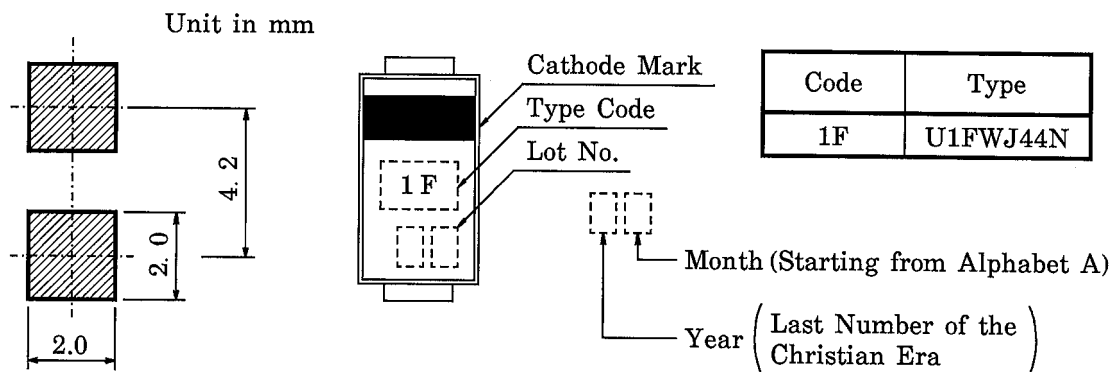 Unit in mm
4.2
2.0
2.0
Cathode Mark
Type Code
Lot No.
1F
Code Type
1F U1FWJ44N
Month (Starting from Alphabet A)
Year (Last Number of the
Christian Era)